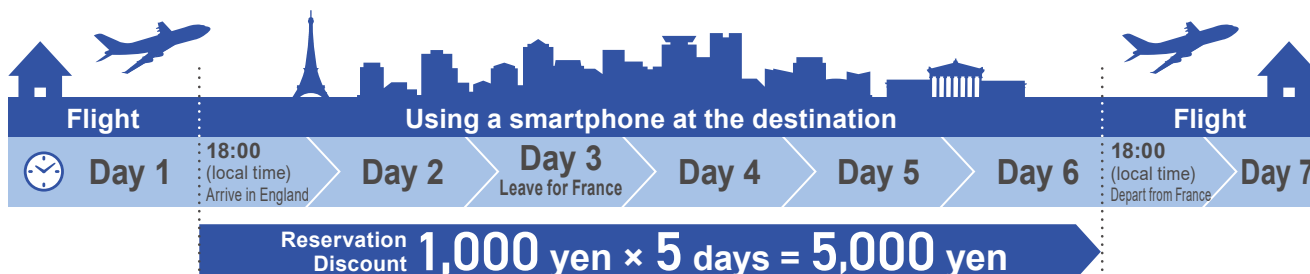 Flight
Using a smartphone at the destination
Flight
Day 1
18:00
(local time)
Arrive in England
Day 2
Day 3
Leave for France
Day 4
Day 5
Day 6
18:00
(local time)
Depart from France
Day 7
Reservation
Discount
1,000 yen × 5 days = 5,000 yen